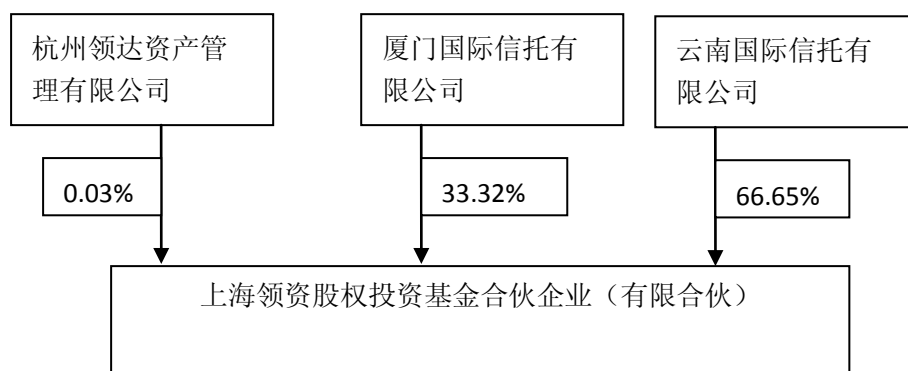 杭州领达资产管
理有限公司
厦门国际信托有
限公司
云南国际信托有
限公司
0.03%
33.32%
66.65%
上海领资股权投资基金合伙企业（有限合伙）